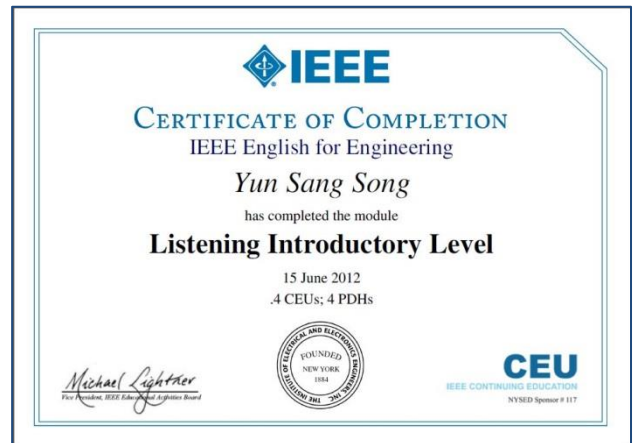 IEEE
CERTIFICATE OF COMPLETION
IEEE English for Engineering
Yun Sang Song
has completed the module
Listening Introductory Level
15 June 2012
.4 CEUs; 4 PDHs
Michael Lightner
Vice President, IEEE Educational Activities Board
THE INSTITUTE OF ELECTRICAL AND ELECTRONICS ENGINEERS, INC
FOUNDED
NEW YORK
1884
CEU
IEEE CONTINUING EDUCATION
NYSED Sponsor # 117